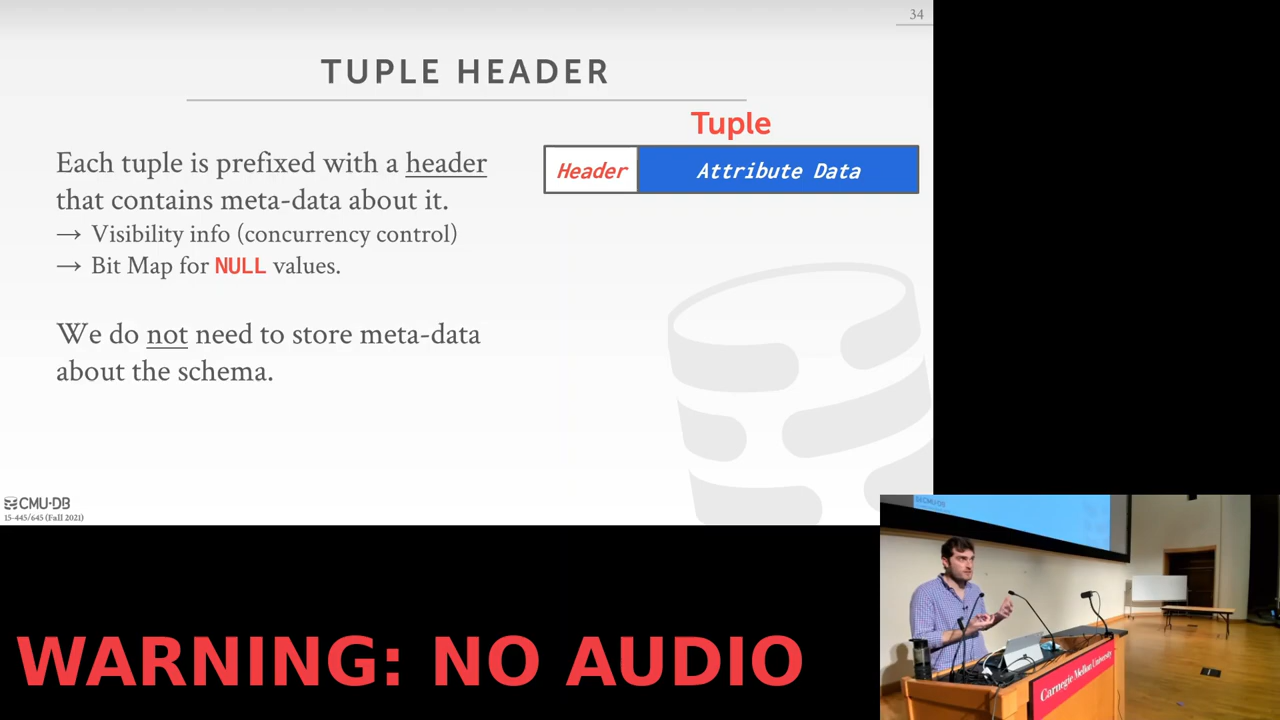 34
TUPLE HEADER
Each tuple is prefixed with a header
that contains meta-data about it.
→ Visibility info (concurrency control)
→ Bit Map for NULL values.
We do not need to store meta-data
about the schema.
Tuple
Header
Attribute Data
CMU·DB
15-445/645 (Fall 2021)
WARNING: NO AUDIO
Carnegie Mellon University